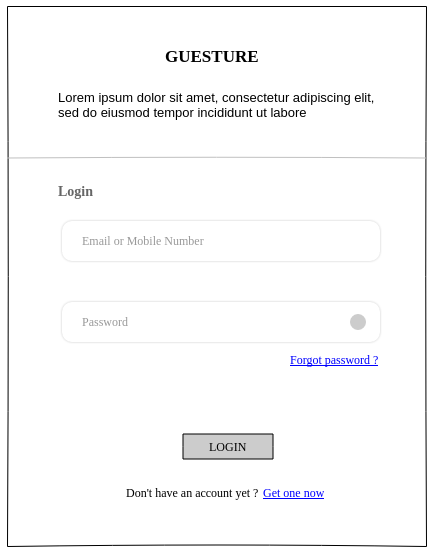 GUESTURE
Lorem ipsum dolor sit amet, consectetur adipiscing elit,
sed do eiusmod tempor incididunt ut labore
Login
Email or Mobile Number
Password
Forgot password ?
LOGIN
Don't have an account yet ? Get one now